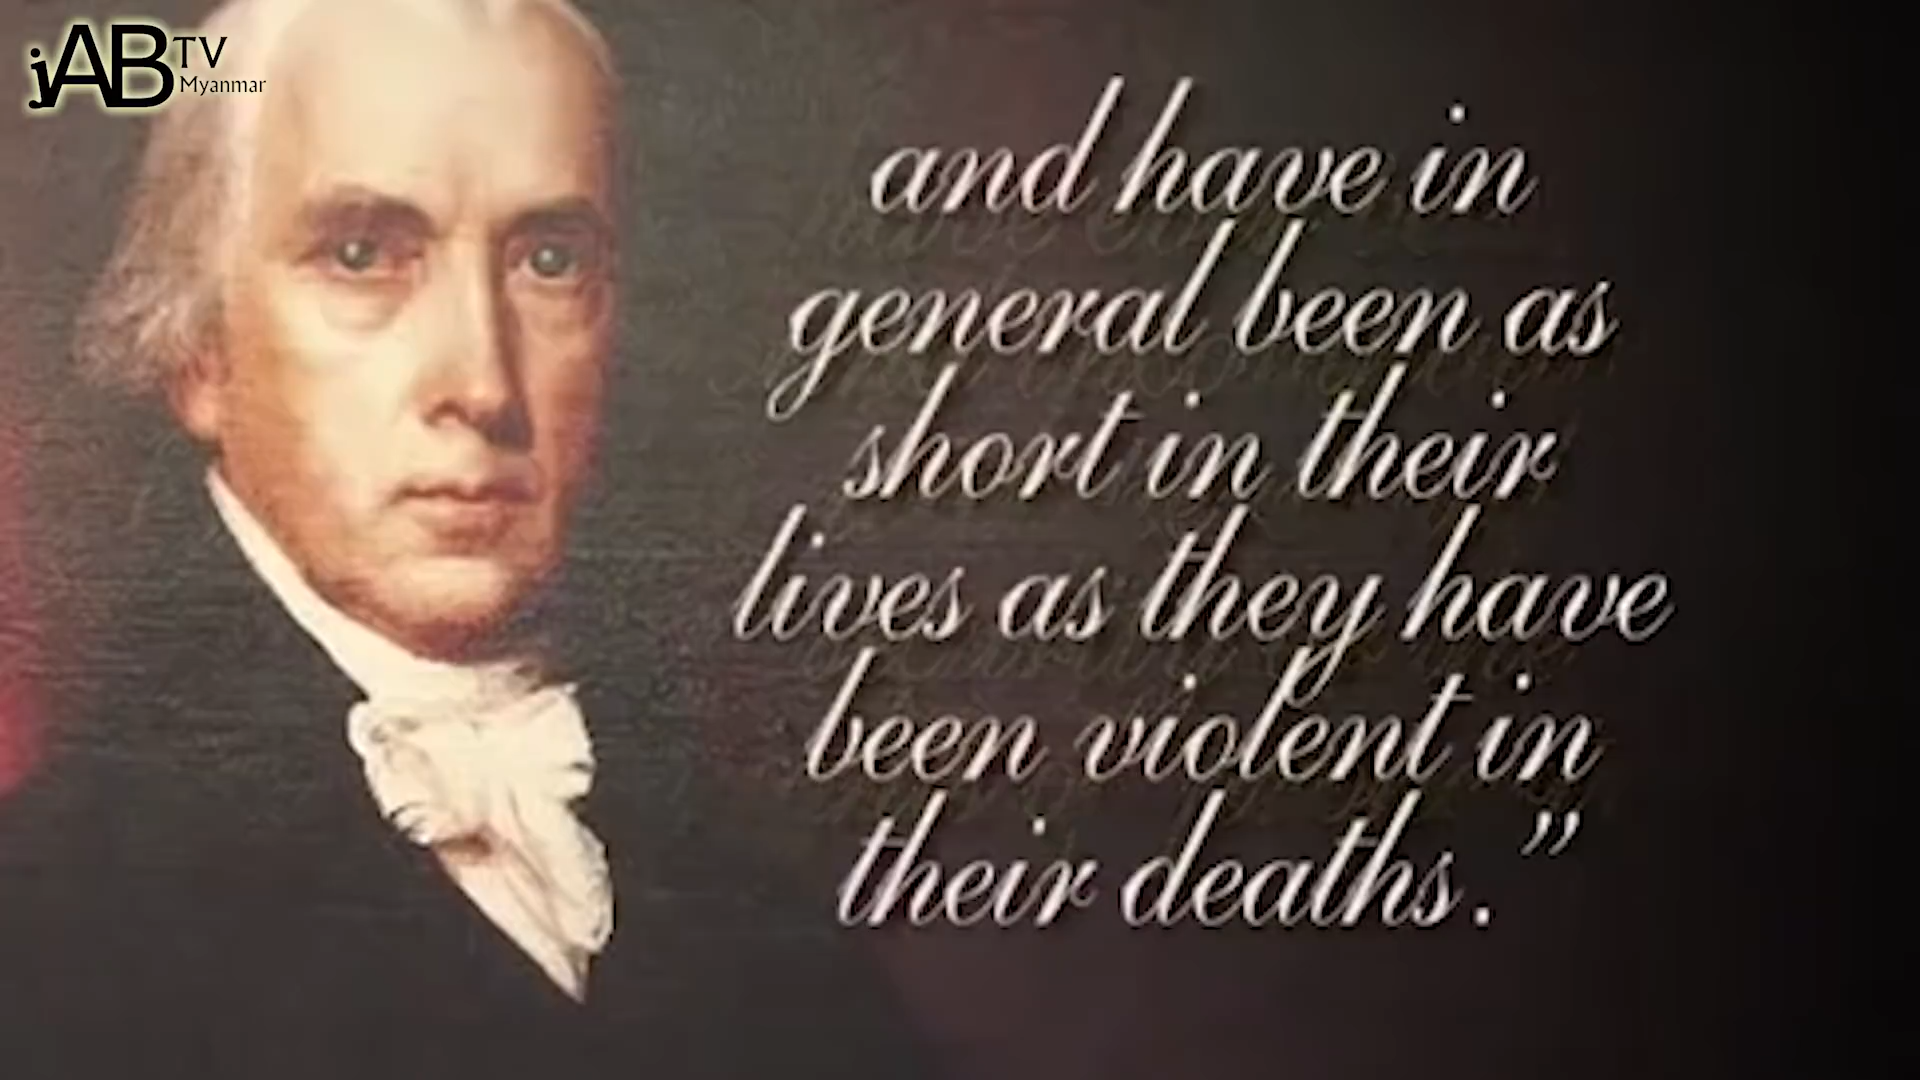 jAB TV
Myanmar
and have in
general been as
short in their
lives as they have
been violent in
their deaths.”